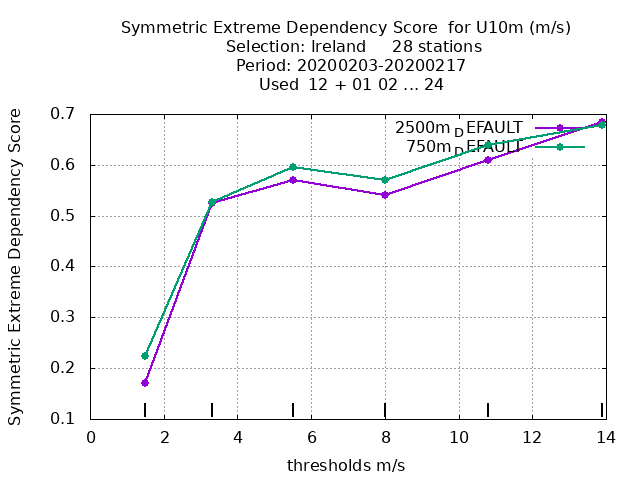 Symmetric Extreme Dependency Score  for U10m (m/s)
Selection: Ireland     28 stations
Period: 20200203-20200217
Used  12 + 01 02 ... 24
Symmetric Extreme Dependency Score
0.7
0.6
0.5
0.4
0.3
0.2
0.1
2500m_DEFAULT
750m_DEFAULT
0 2 4 6 8 10 12 14
thresholds m/s